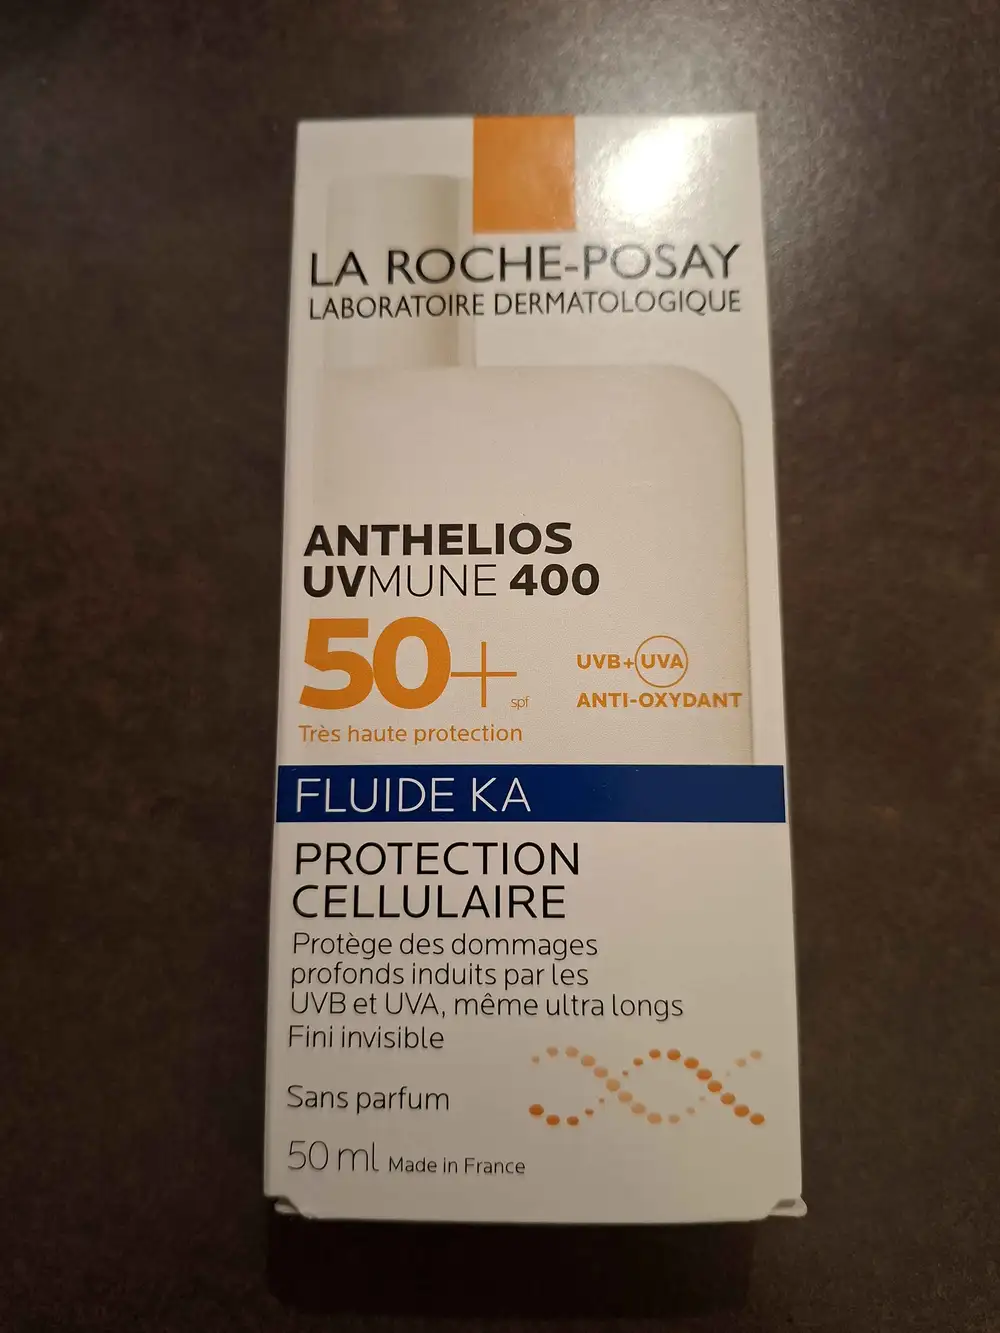 LA ROCHE-POSAY
LABORATOIRE DERMATOLOGIQUE
ANTHELIOS
UVMUNE 400
50+ spf
UVB+UVA
ANTI-OXYDANT
Très haute protection
FLUIDE KA
PROTECTION
CELLULAIRE
Protège des dommages
profonds induits par les
UVB et UVA, même ultra longs
Fini invisible
Sans parfum
50 ml Made in France